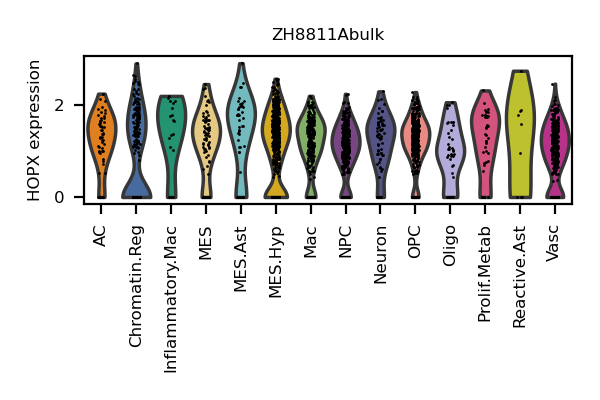 ZH8811Abulk
HOPX expression
2
0
AC
Chromatin.Reg
Inflammatory.Mac
MES
MES.Ast
MES.Hyp
Mac
NPC
Neuron
OPC
Oligo
Prolif.Metab
Reactive.Ast
Vasc